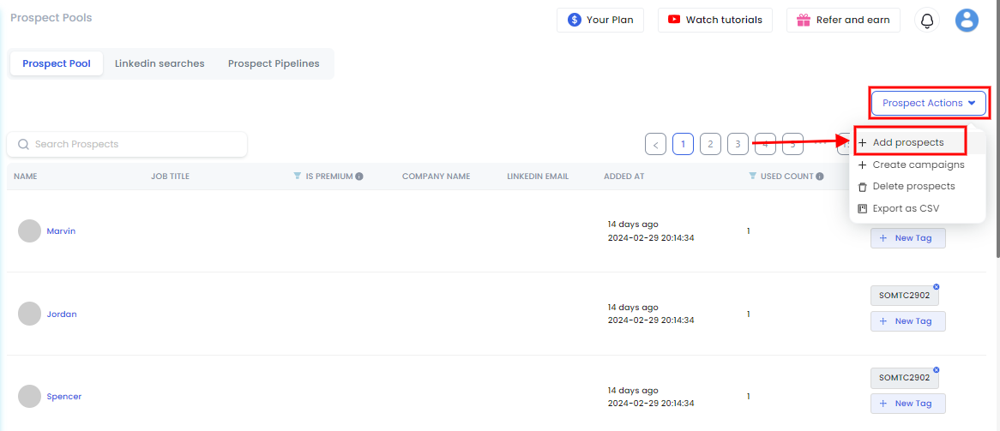 Prospect Pools
Your Plan
Watch tutorials
Refer and earn
Prospect Pool
Linkedin searches
Prospect Pipelines
Prospect Actions
Search Prospects
< 1 2 3 4 5
Add prospects
Create campaigns
Delete prospects
Export as CSV
NAME JOB TITLE IS PREMIUM COMPANY NAME LINKEDIN EMAIL ADDED AT USED COUNT
Marvin
14 days ago
2024-02-29 20:14:34
1
+ New Tag
Jordan
14 days ago
2024-02-29 20:14:34
1
SOMTC2902
+ New Tag
Spencer
14 days ago
2024-02-29 20:14:34
1
SOMTC2902
+ New Tag